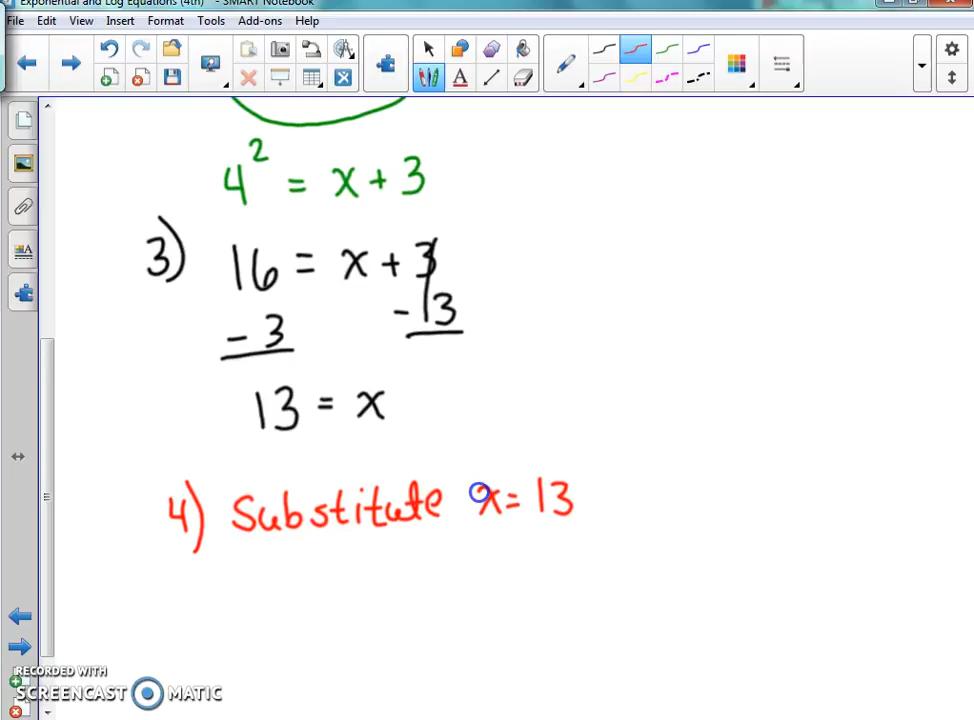 Exponential and Log Equations (4th) - SMART Notebook
File Edit View Insert Format Tools Add-ons Help
4² = x + 3
3) 16 = x + 3
- 3 - 3
13 = x
4) Substitute x = 13
RECORDED WITH
SCREENCAST MATIC